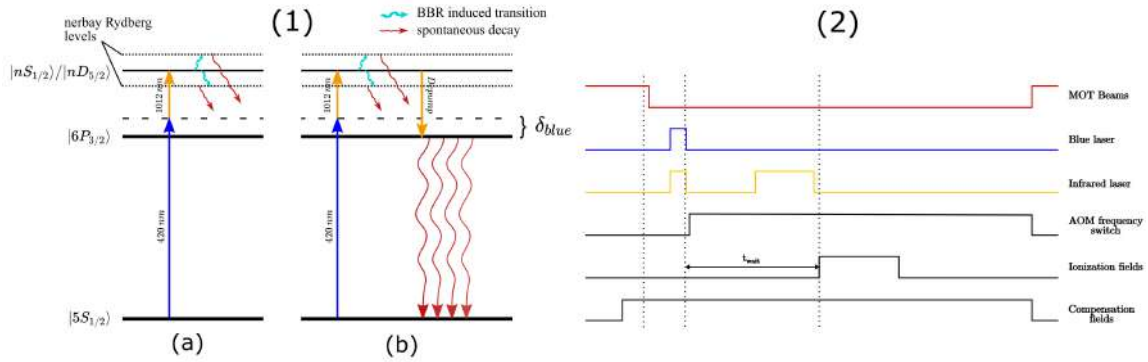 (1)
BBR induced transition
spontaneous decay
nerbay Rydberg
levels
|nS1/2⟩/|nD5/2⟩
1012 nm
1012 nm
Depump
} δblue
|6P3/2⟩
420 nm
420 nm
|5S1/2⟩
(a)
(b)
(2)
MOT Beams
Blue laser
Infrared laser
AOM frequency
switch
twait
Ionization fields
Compensation
fields